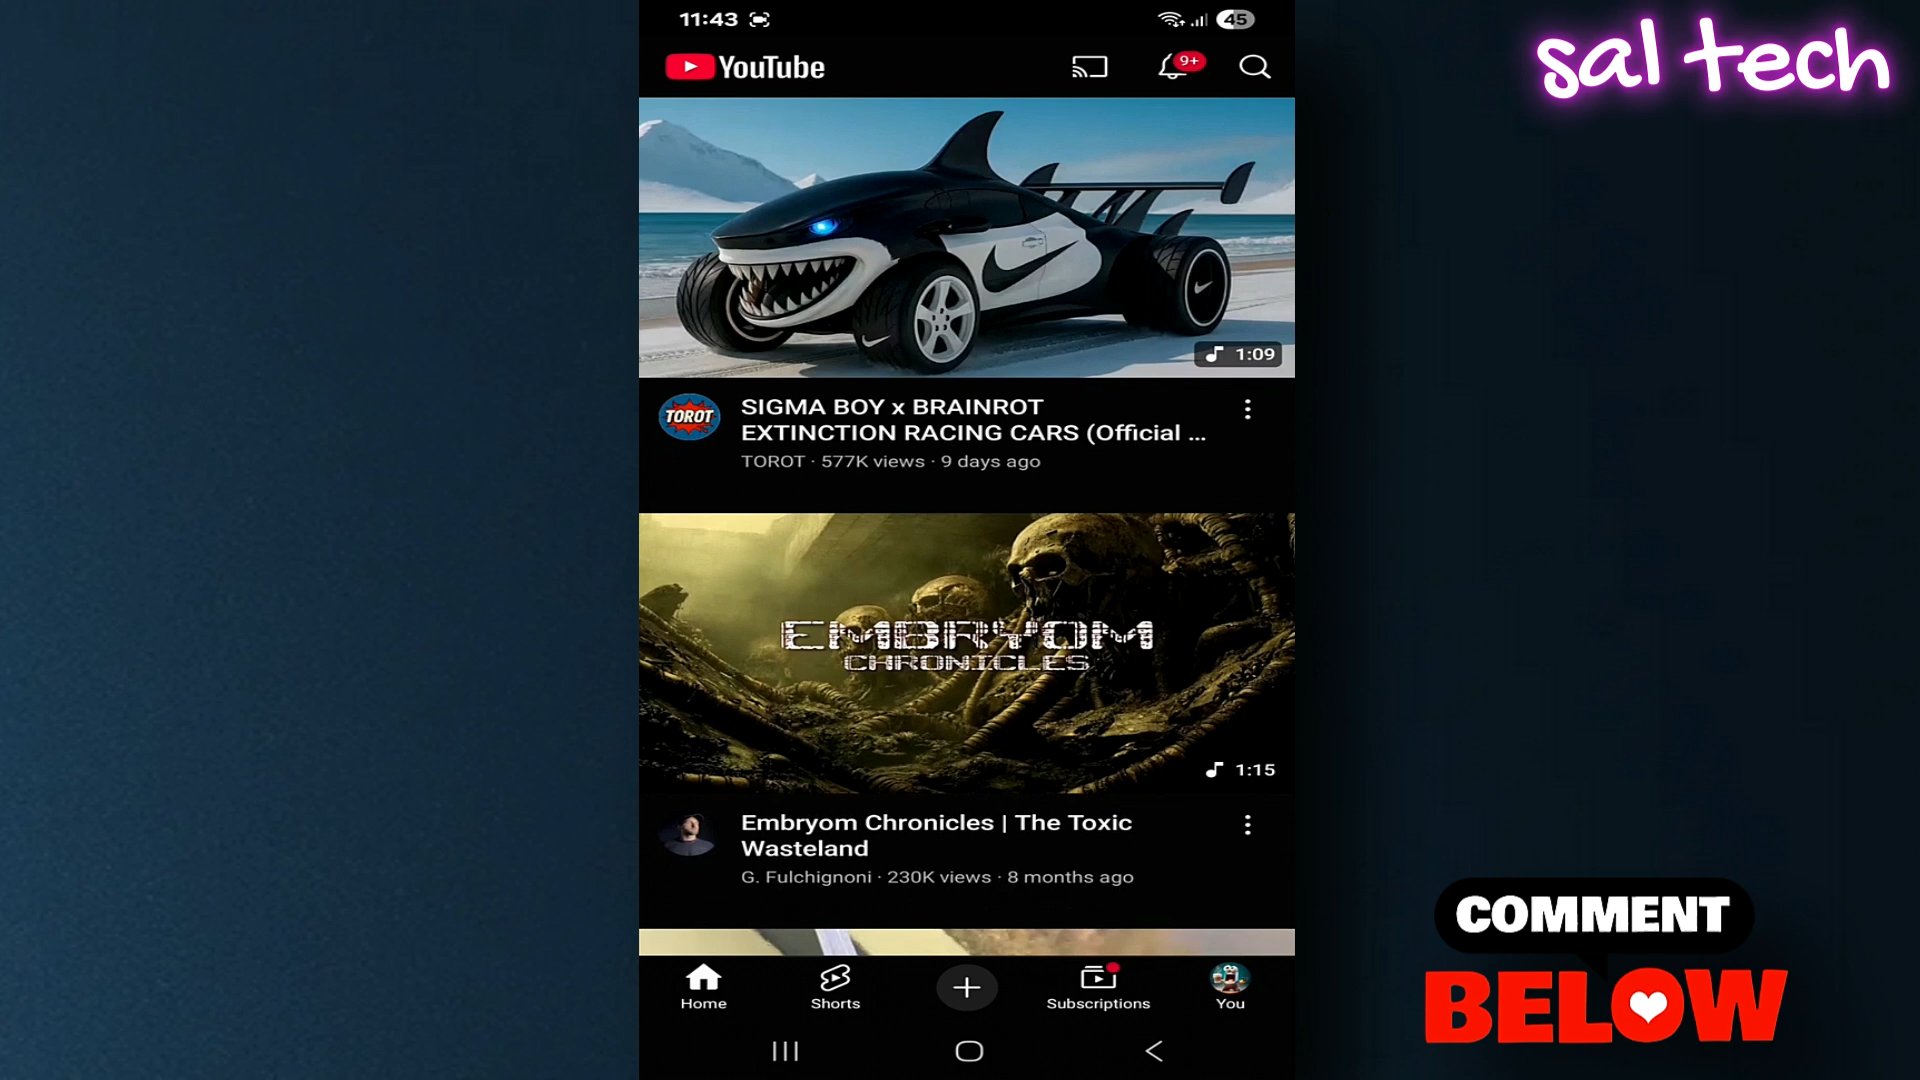 11:43
45
sal tech
YouTube
9+
1:09
TOROT
SIGMA BOY x BRAINROT
EXTINCTION RACING CARS (Official ...
TOROT · 577K views · 9 days ago
EMBRYOM
CHRONICLES
1:15
Embryom Chronicles | The Toxic
Wasteland
G. Fulchignoni · 230K views · 8 months ago
COMMENT
BELOW
Home
Shorts
Subscriptions
You